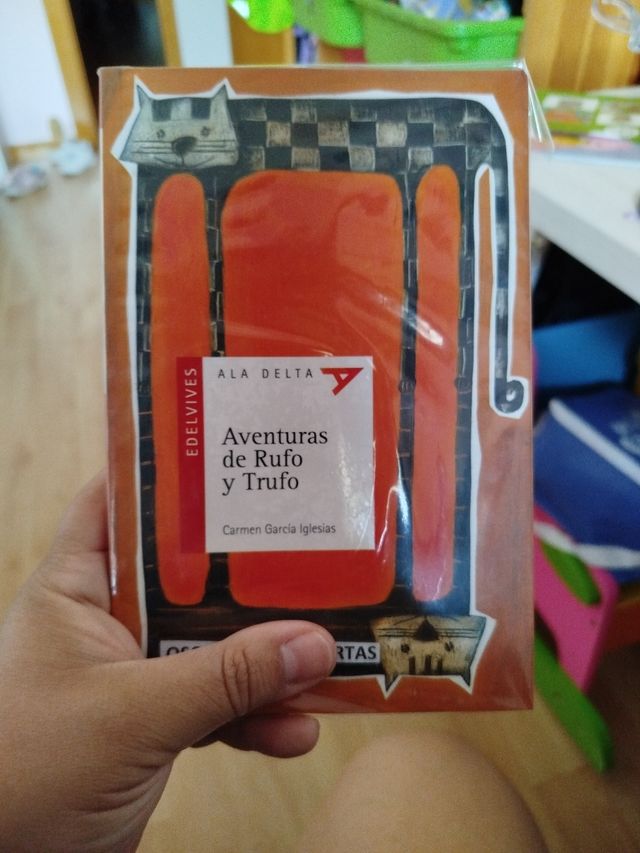 EDELVIVES
ALA DELTA
Aventuras
de Rufo
y Trufo
Carmen García Iglesias